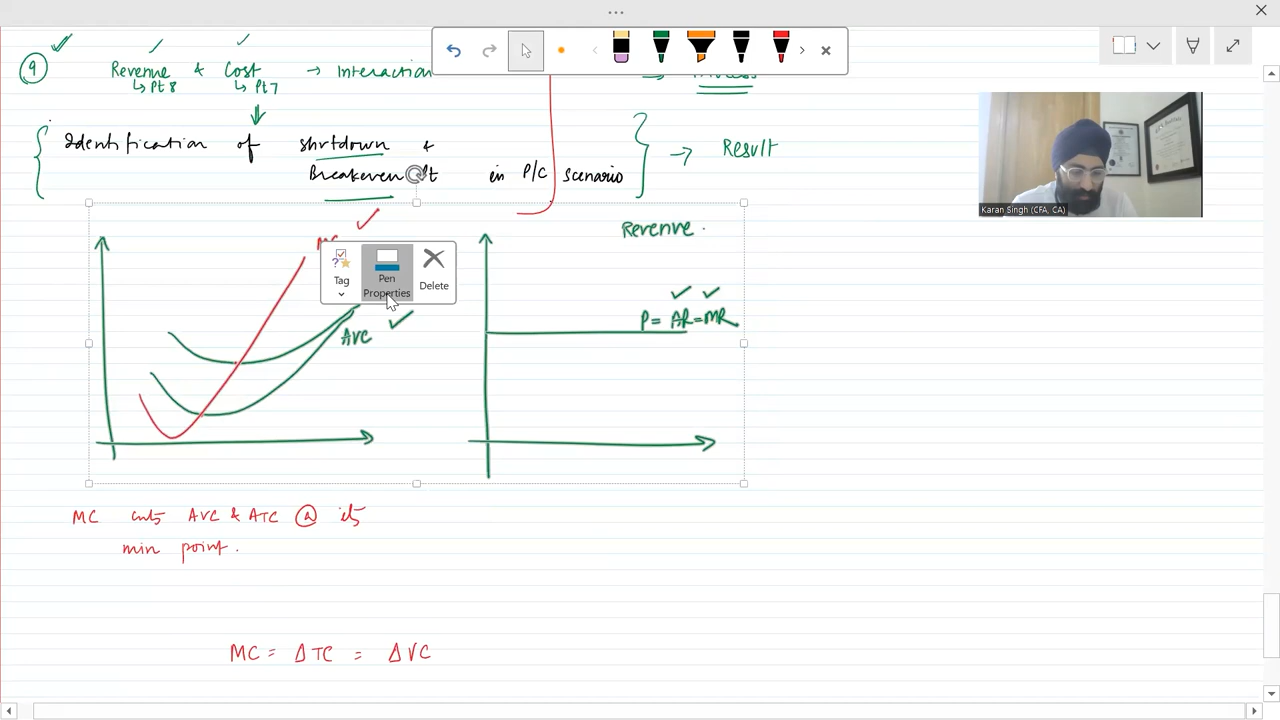 9 Revenue & Cost → Interaction
↳ Pt 8 ↳ Pt 7
Identification of shutdown &
Breakeven Pt in P/C scenario → Result
Revenue.
Tag
Pen Properties
Delete
P = AR = MR.
AVC
MC cuts AVC & ATC @ its
min point.
MC = ΔTC = ΔVC
Karan Singh (CFA, CA)